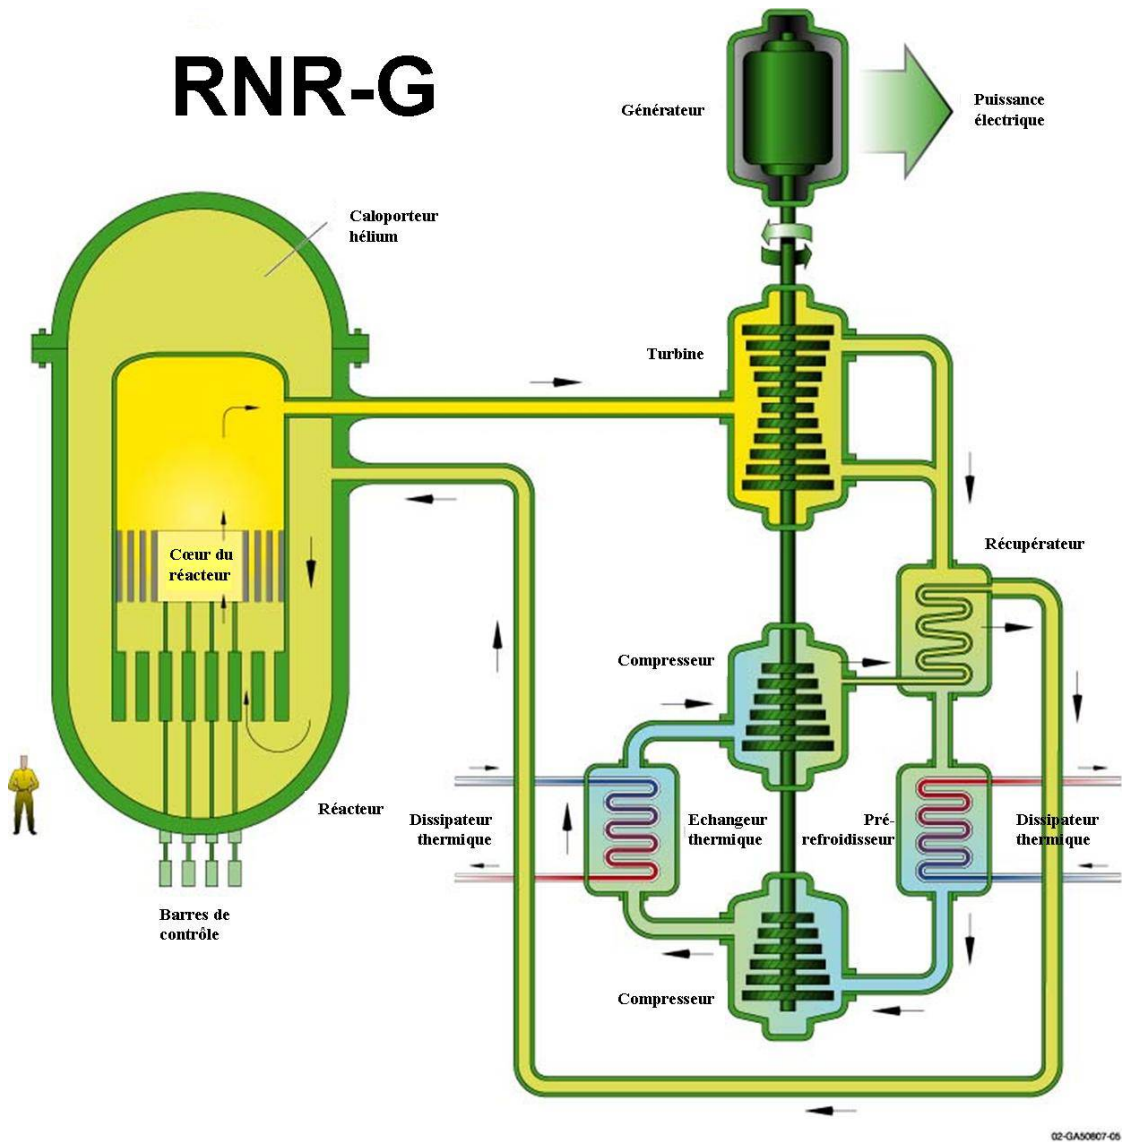 RNR-G
Générateur
Puissance
électrique
Caloporteur
hélium
Turbine
Cœur du
réacteur
Récupérateur
Compresseur
Réacteur
Dissipateur
thermique
Echangeur
thermique
Pré-
refroidisseur
Dissipateur
thermique
Barres de
contrôle
Compresseur
02-GA50807-05